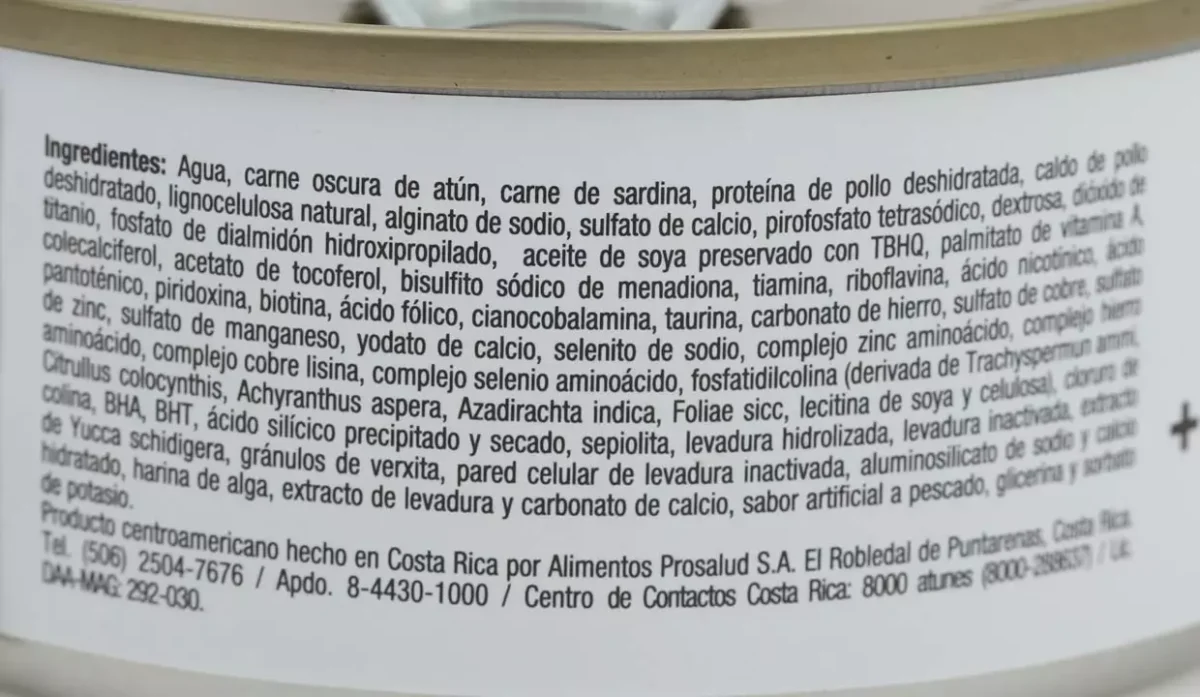 Ingredientes: Agua, carne oscura de atún, carne de sardina, proteína de pollo deshidratada, caldo de pollo
deshidratado, lignocelulosa natural, alginato de sodio, sulfato de calcio, pirofosfato tetrasódico, dextrosa, dióxido de
titanio, fosfato de dialmidón hidroxipropilado, aceite de soya preservado con TBHQ, palmitato de vitamina A,
colecalciferol, acetato de tocoferol, bisulfito sódico de menadiona, tiamina, riboflavina, ácido nicotínico, ácido
pantoténico, piridoxina, biotina, ácido fólico, cianocobalamina, taurina, carbonato de hierro, sulfato de cobre, sulfato
de zinc, sulfato de manganeso, yodato de calcio, selenito de sodio, complejo zinc aminoácido, complejo hierro
aminoácido, complejo cobre lisina, complejo selenio aminoácido, fosfatidilcolina (derivada de Trachyspermun ammi,
Citrullus colocynthis, Achyranthus aspera, Azadirachta indica, Foliae sicc, lecitina de soya y celulosa), cloruro de
colina, BHA, BHT, ácido silícico precipitado y secado, sepiolita, levadura hidrolizada, levadura inactivada, extracto
de Yucca schidigera, gránulos de verxita, pared celular de levadura inactivada, aluminosilicato de sodio y calcio
hidratado, harina de alga, extracto de levadura y carbonato de calcio, sabor artificial a pescado, glicerina y sorbato
de potasio.
Producto centroamericano hecho en Costa Rica por Alimentos Prosalud S.A. El Robledal de Puntarenas, Costa Rica.
Tel. (506) 2504-7676 / Apdo. 8-4430-1000 / Centro de Contactos Costa Rica: 8000 atunes (8000-288637) / Lic.
DAA-MAG: 292-030.